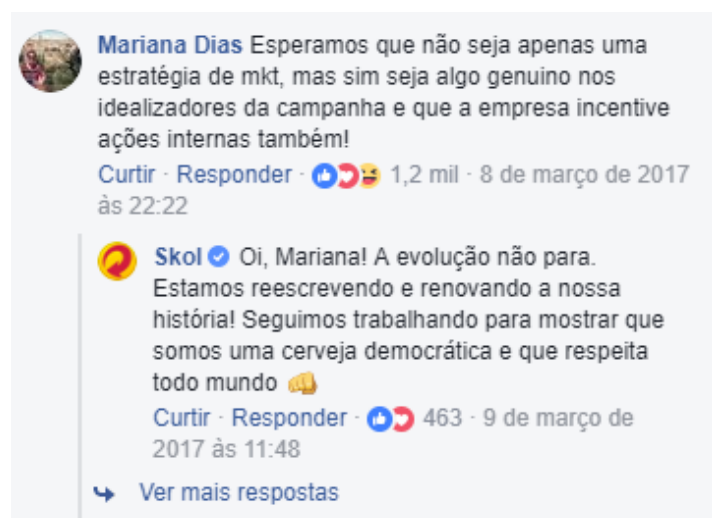 Mariana Dias Esperamos que não seja apenas uma
estratégia de mkt, mas sim seja algo genuino nos
idealizadores da campanha e que a empresa incentive
ações internas também!
Curtir · Responder · 1,2 mil · 8 de março de 2017
às 22:22
Skol Oi, Mariana! A evolução não para.
Estamos reescrevendo e renovando a nossa
história! Seguimos trabalhando para mostrar que
somos uma cerveja democrática e que respeita
todo mundo 👊
Curtir · Responder · 463 · 9 de março de
2017 às 11:48
Ver mais respostas